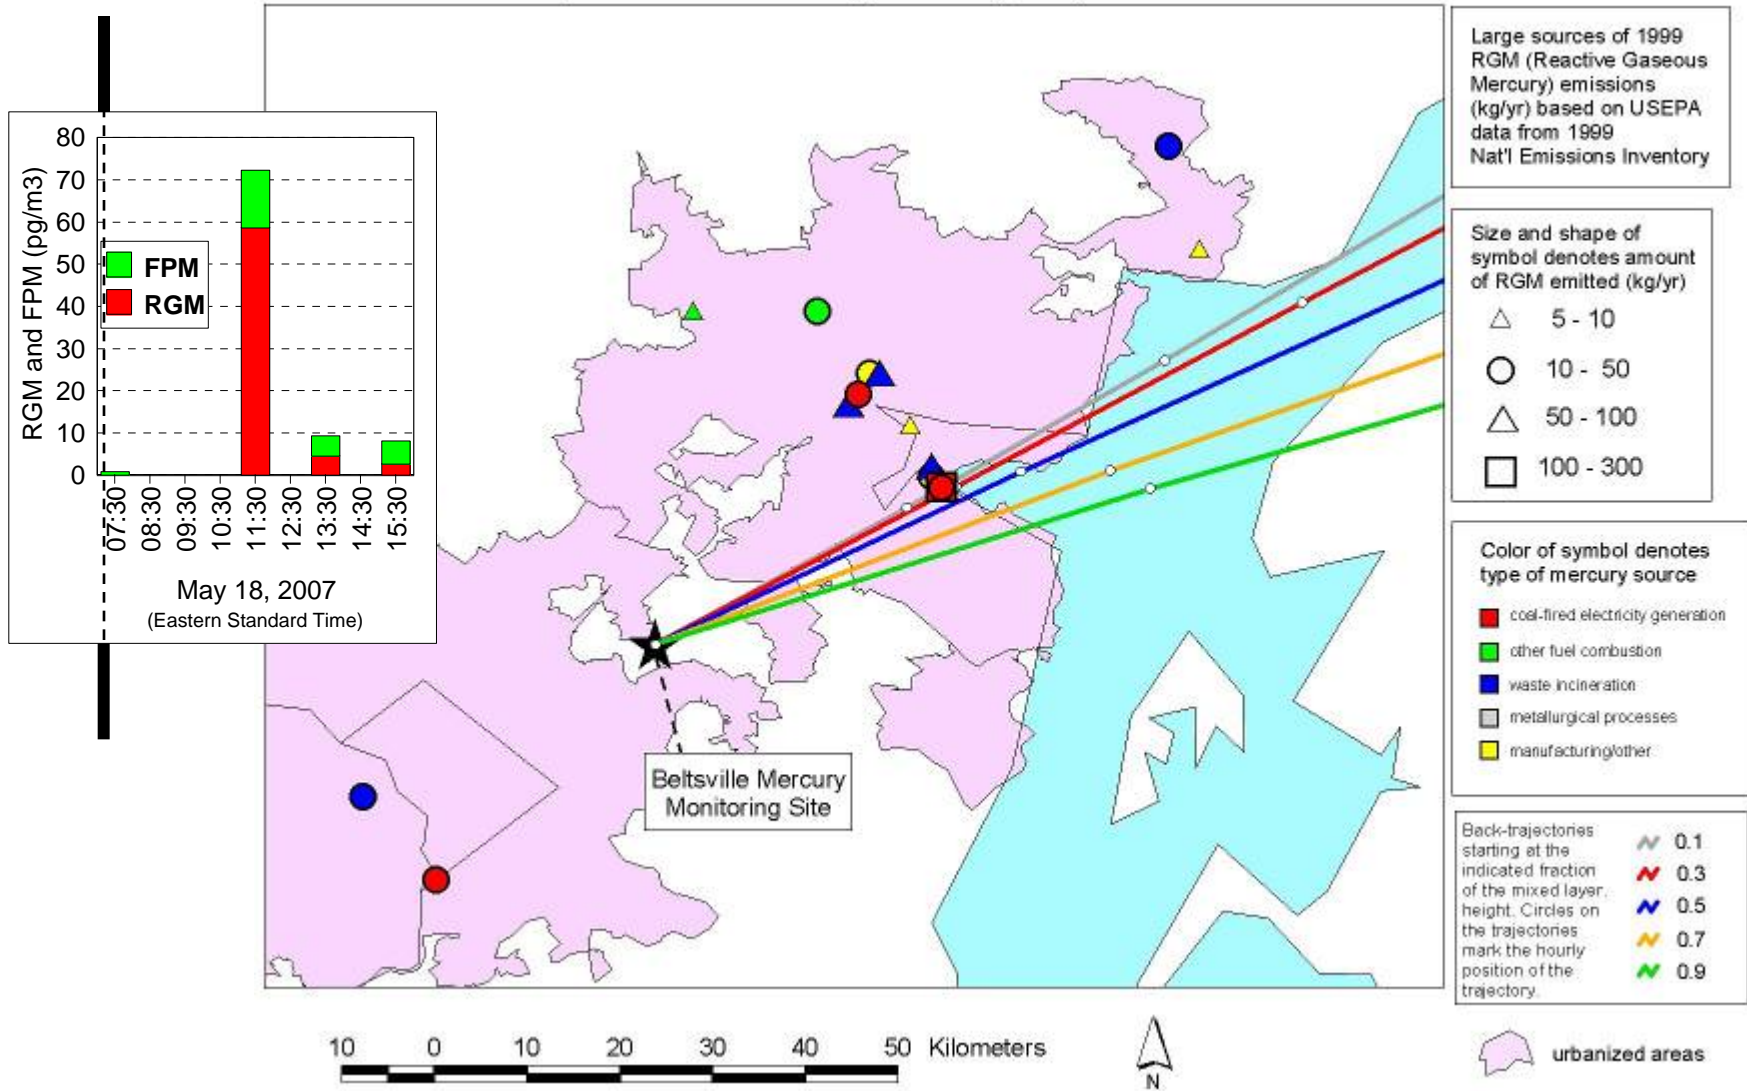 80
70
60
50
40
30
20
10
0
RGM and FPM (pg/m3)
FPM
RGM
07:30
08:30
09:30
10:30
11:30
12:30
13:30
14:30
15:30
May 18, 2007
(Eastern Standard Time)
Beltsville Mercury
Monitoring Site
Large sources of 1999
RGM (Reactive Gaseous
Mercury) emissions
(kg/yr) based on USEPA
data from 1999
Nat'l Emissions Inventory
Size and shape of
symbol denotes amount
of RGM emitted (kg/yr)
5 - 10
10 - 50
50 - 100
100 - 300
Color of symbol denotes
type of mercury source
coal-fired electricity generation
other fuel combustion
waste incineration
metallurgical processes
manufacturing/other
Back-trajectories
starting at the
indicated fraction
of the mixed layer.
height. Circles on
the trajectories
mark the hourly
position of the
trajectory.
0.1
0.3
0.5
0.7
0.9
urbanized areas
10 0 10 20 30 40 50 Kilometers
N